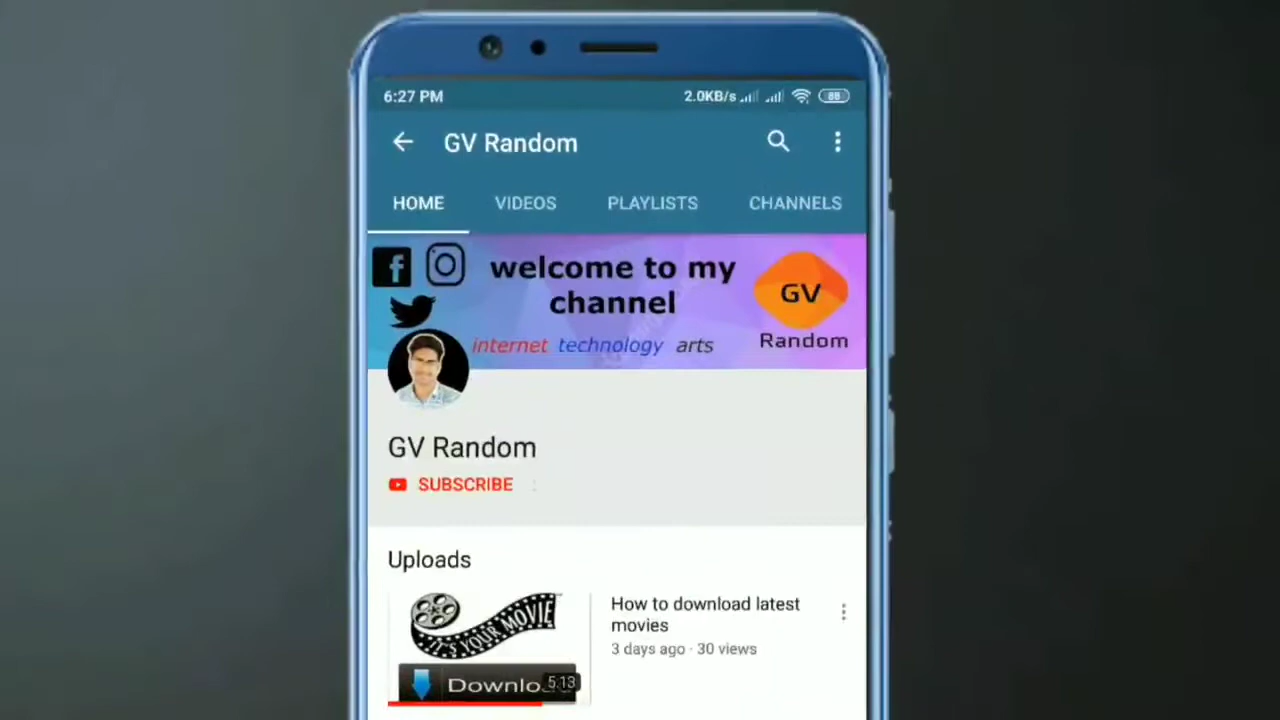 6:27 PM
2.0KB/s
88
GV Random
HOME
VIDEOS
PLAYLISTS
CHANNELS
welcome to my
channel
internet technology arts
GV
Random
GV Random
SUBSCRIBE
Uploads
IT'S YOUR MOVIE
Downlo
5:13
How to download latest
movies
3 days ago · 30 views